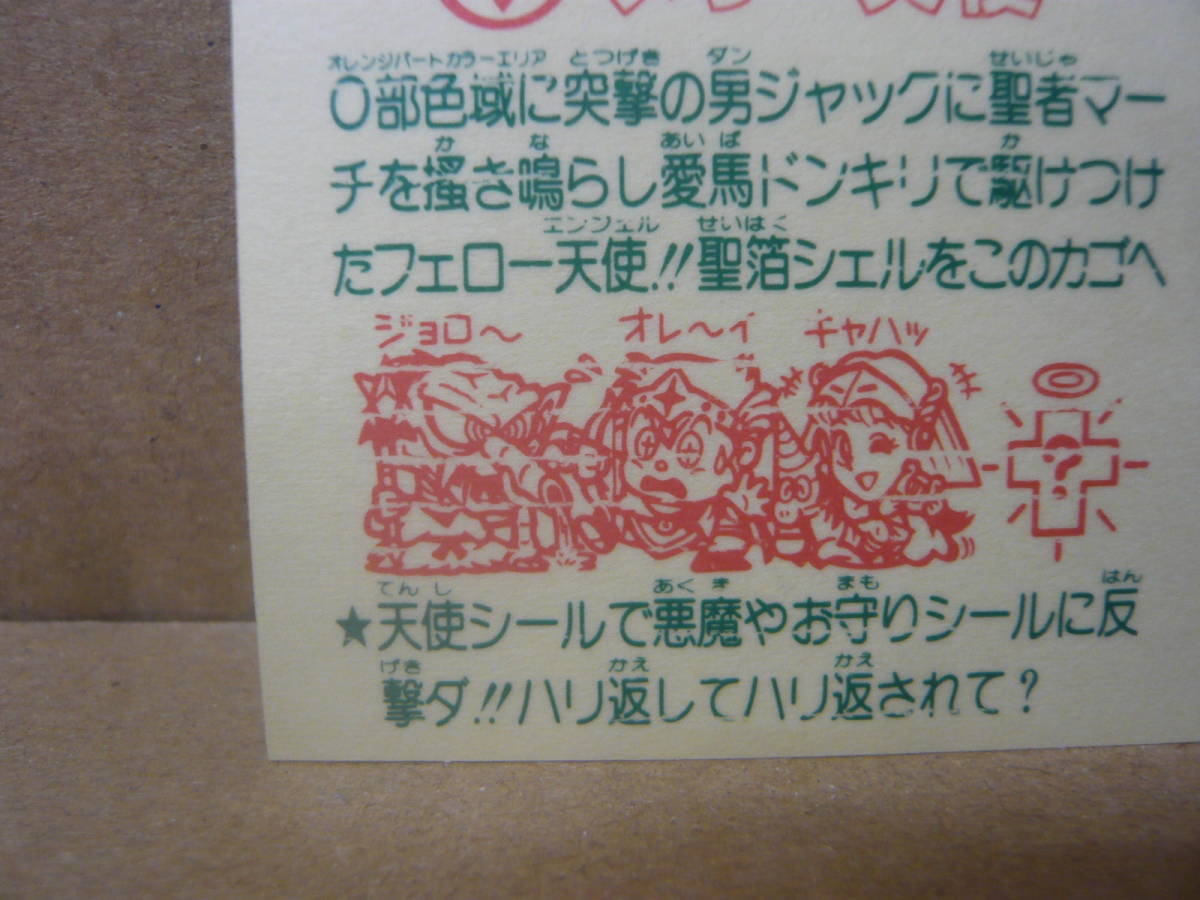 オレンジパートカラーエリア とつげき ダン せいじゃ
O部色域に突撃の男ジャックに聖者マー
か な あいば か
チを掻き鳴らし愛馬ドンキリで駆けつけ
エンジェル せいはく
たフェロー天使!!聖箔シェルをこのカゴへ
ジョロ〜 オレ〜イ チャハッ
?
てんし あくま まも はん
★天使シールで悪魔やお守りシールに反
げき かえ かえ
撃ダ!!ハリ返してハリ返されて?